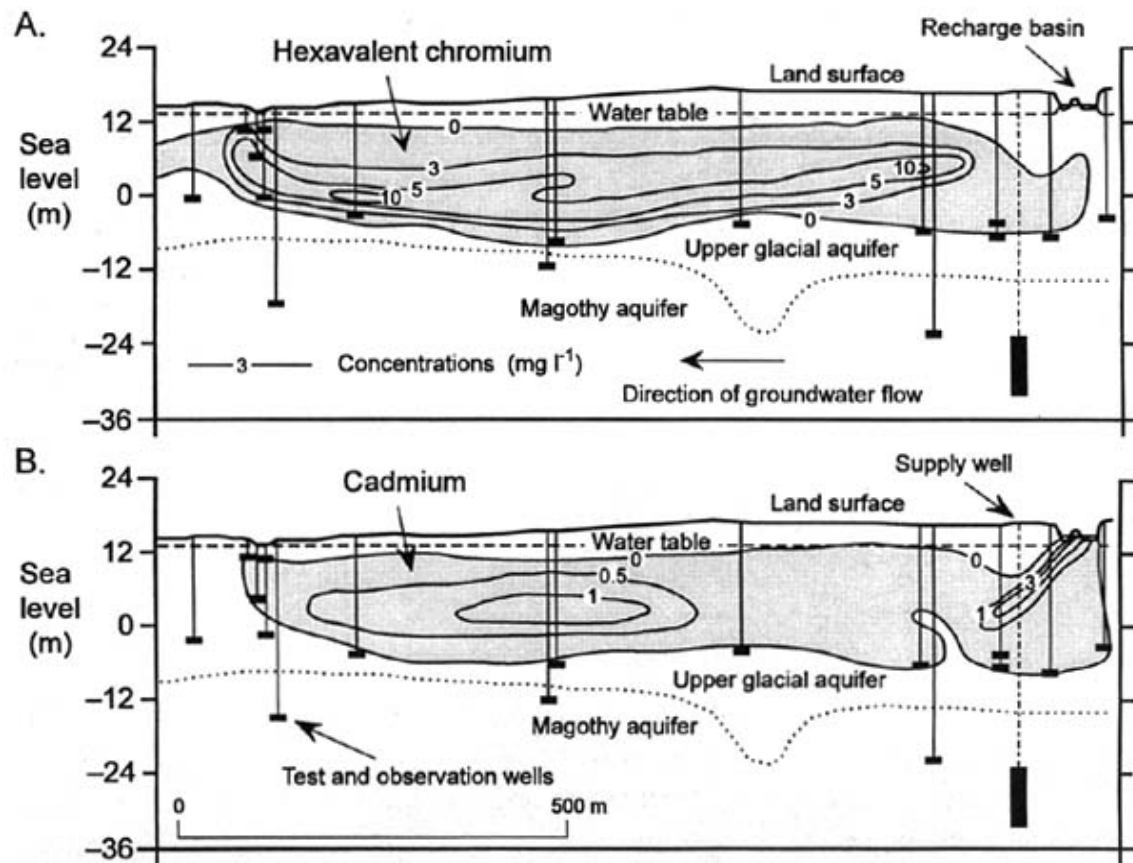 A.
24
12
0
–12
–24
–36
Sea
level
(m)
Hexavalent chromium
Recharge basin
Land surface
Water table
0
3
5
10
10
5
3
0
Upper glacial aquifer
Magothy aquifer
3 Concentrations (mg l⁻¹)
Direction of groundwater flow
B.
24
12
0
–12
–24
–36
Sea
level
(m)
Cadmium
Supply well
Land surface
Water table
0
0.5
1
0
3
1
Upper glacial aquifer
Magothy aquifer
Test and observation wells
0 500 m